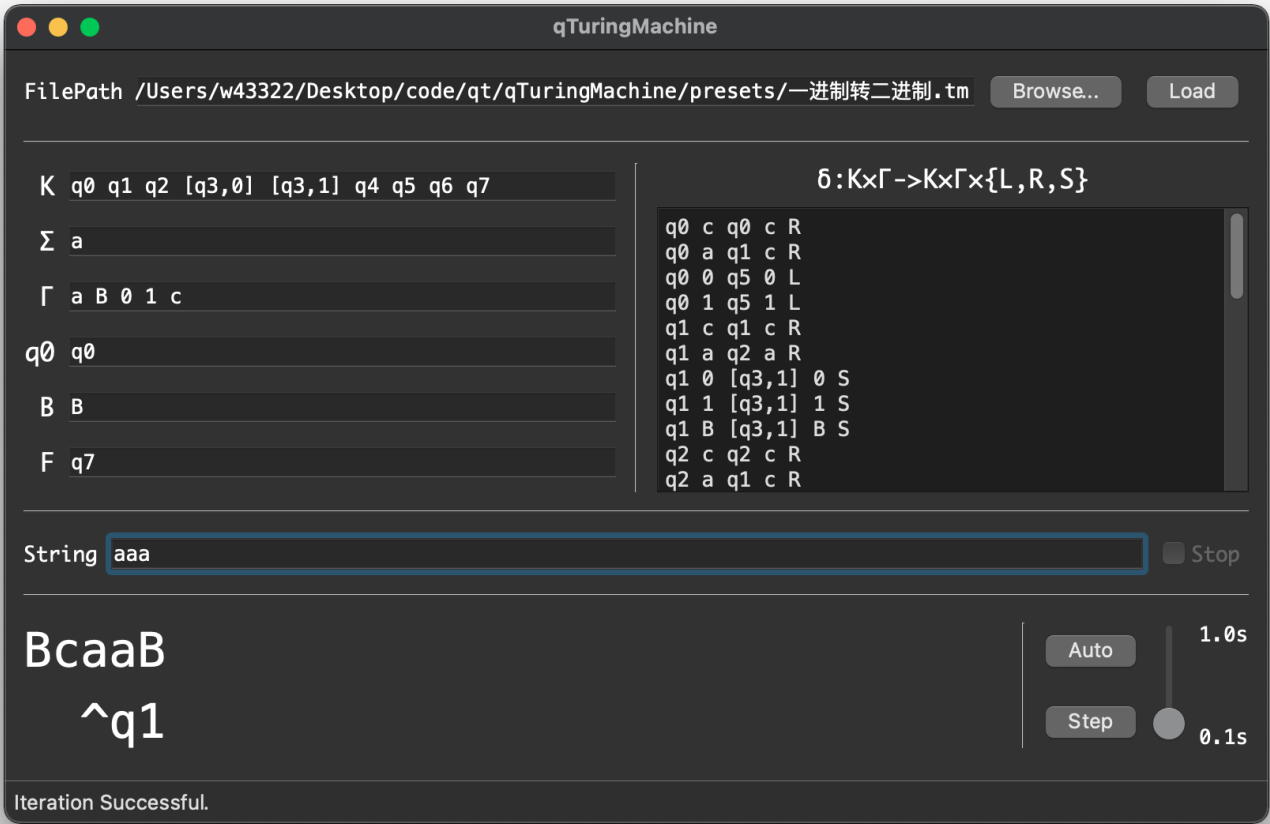 qTuringMachine
FilePath /Users/w43322/Desktop/code/qt/qTuringMachine/presets/一进制转二进制.tm Browse... Load
K q0 q1 q2 [q3,0] [q3,1] q4 q5 q6 q7
Σ a
Γ a B 0 1 c
q0 q0
B B
F q7
δ:K×Γ->K×Γ×{L,R,S}
q0 c q0 c R
q0 a q1 c R
q0 0 q5 0 L
q0 1 q5 1 L
q1 c q1 c R
q1 a q2 a R
q1 0 [q3,1] 0 S
q1 1 [q3,1] 1 S
q1 B [q3,1] B S
q2 c q2 c R
q2 a q1 c R
String aaa Stop
BcaaB
^q1
Auto
Step
1.0s
0.1s
Iteration Successful.